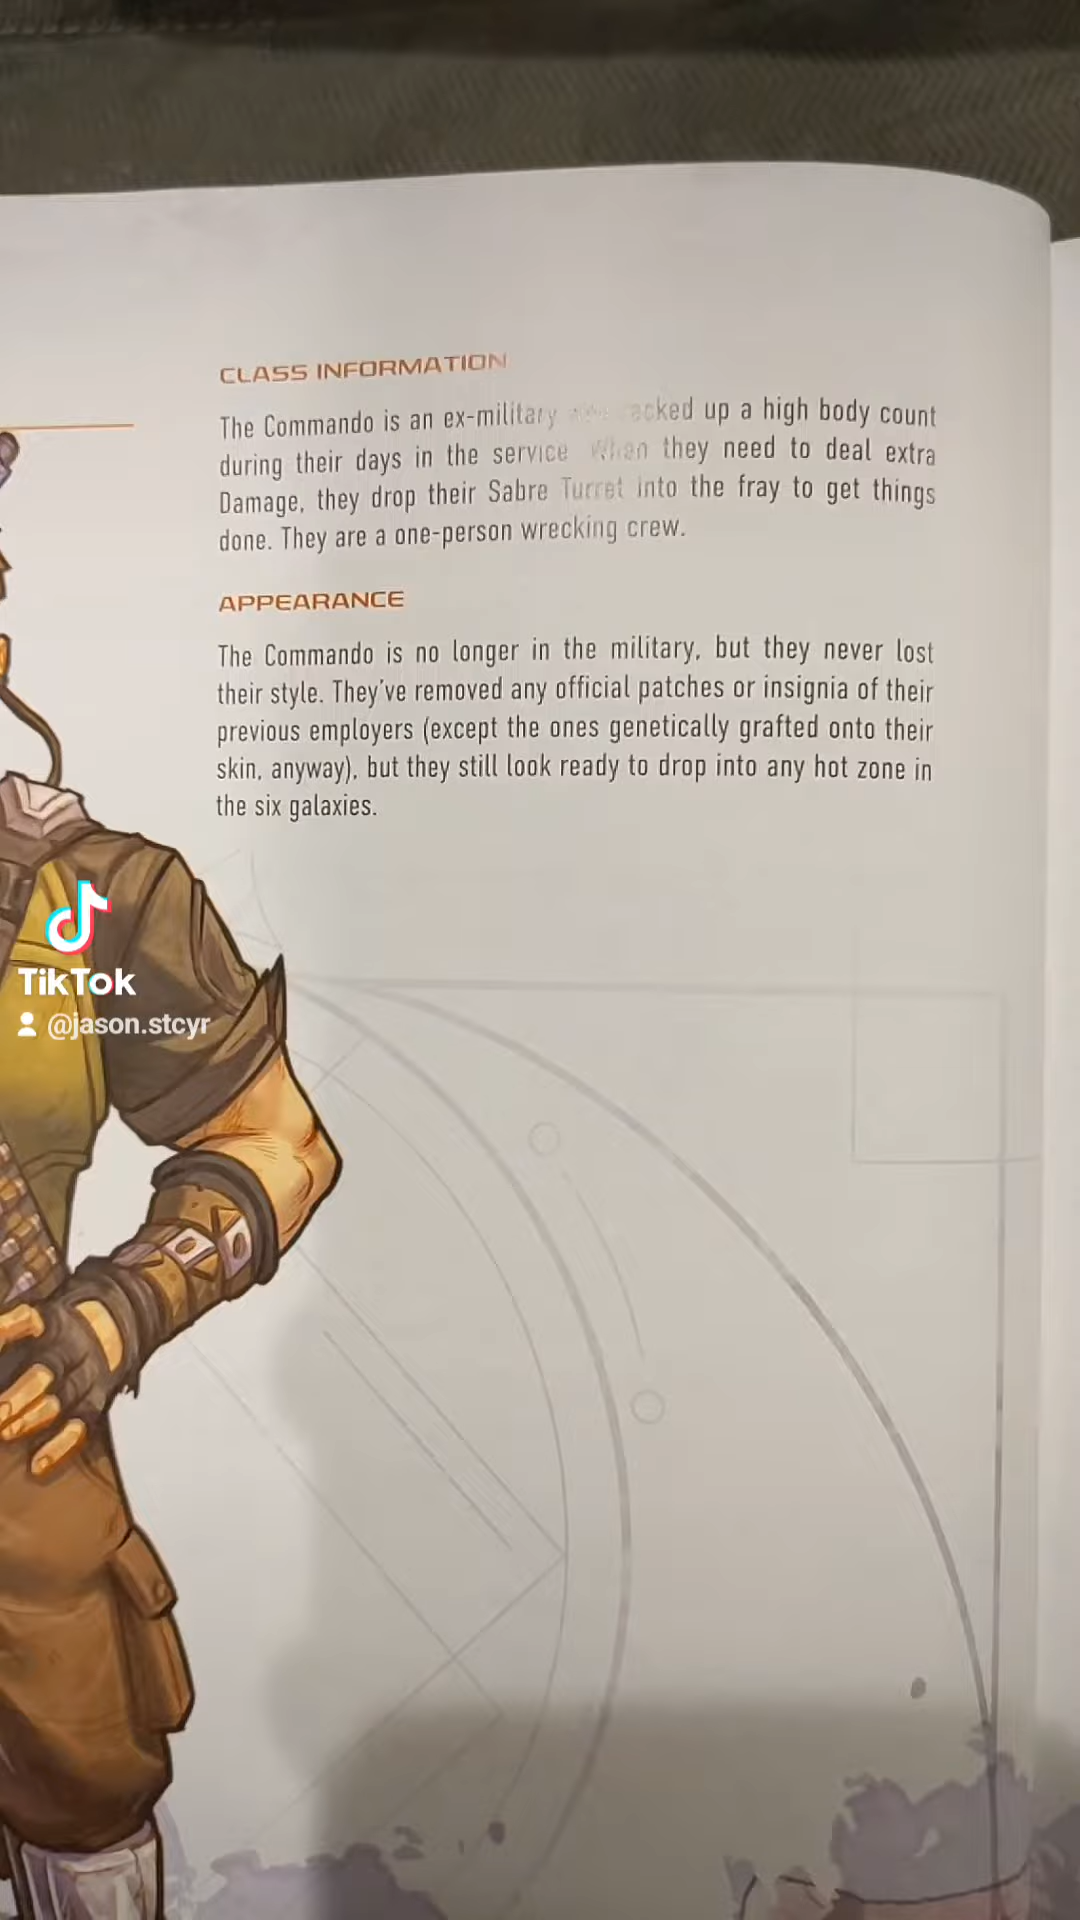 CLASS INFORMATION
The Commando is an ex-military who racked up a high body count
during their days in the service. When they need to deal extra
Damage, they drop their Sabre Turret into the fray to get things
done. They are a one-person wrecking crew.
APPEARANCE
The Commando is no longer in the military, but they never lost
their style. They've removed any official patches or insignia of their
previous employers (except the ones genetically grafted onto their
skin, anyway), but they still look ready to drop into any hot zone in
the six galaxies.
TikTok
@jason.stcyr